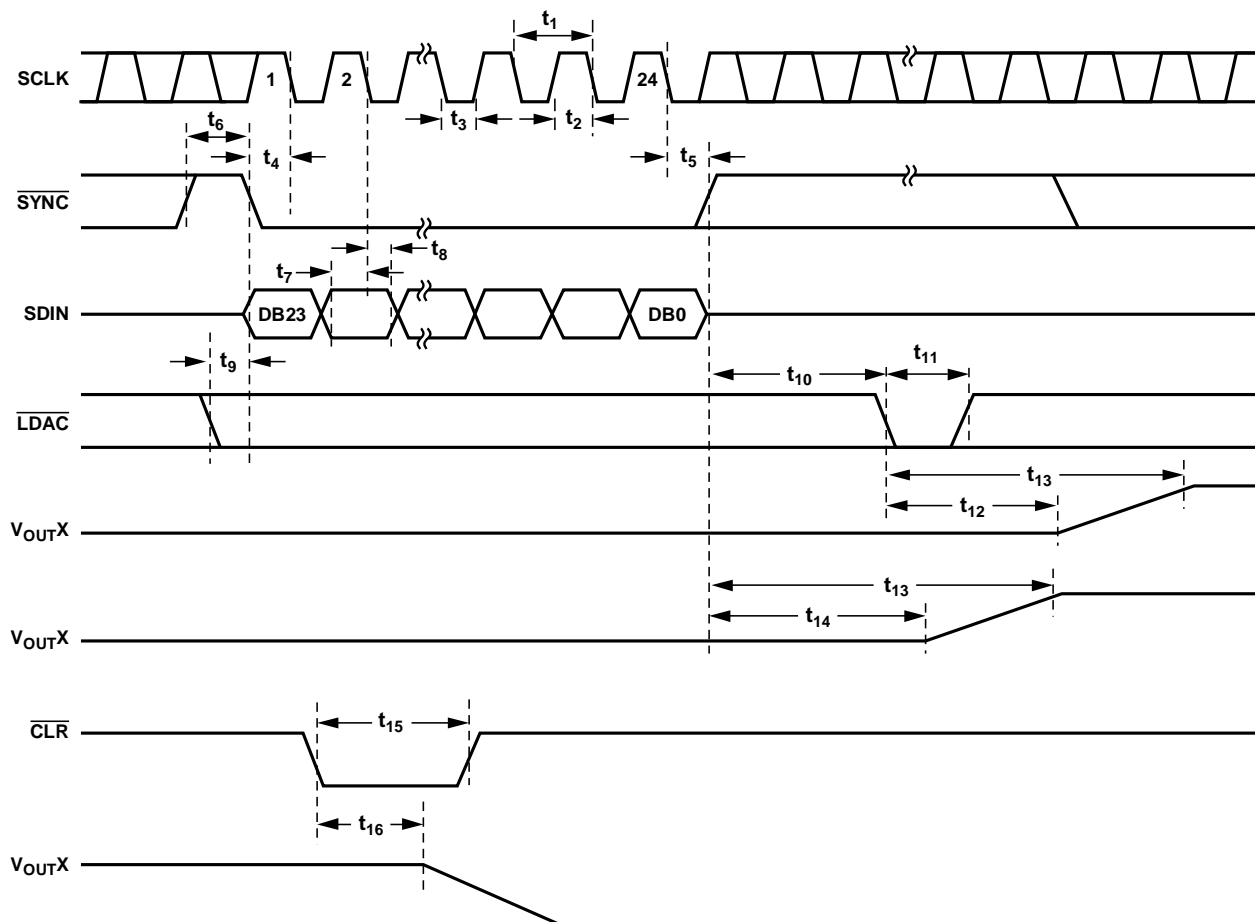 t1
SCLK
1
2
24
t3
t2
t6
t4
t5
SYNC
t7
t8
SDIN
DB23
DB0
t9
t10
t11
LDAC
t13
t12
VOUTX
t13
t14
VOUTX
CLR
t15
t16
VOUTX